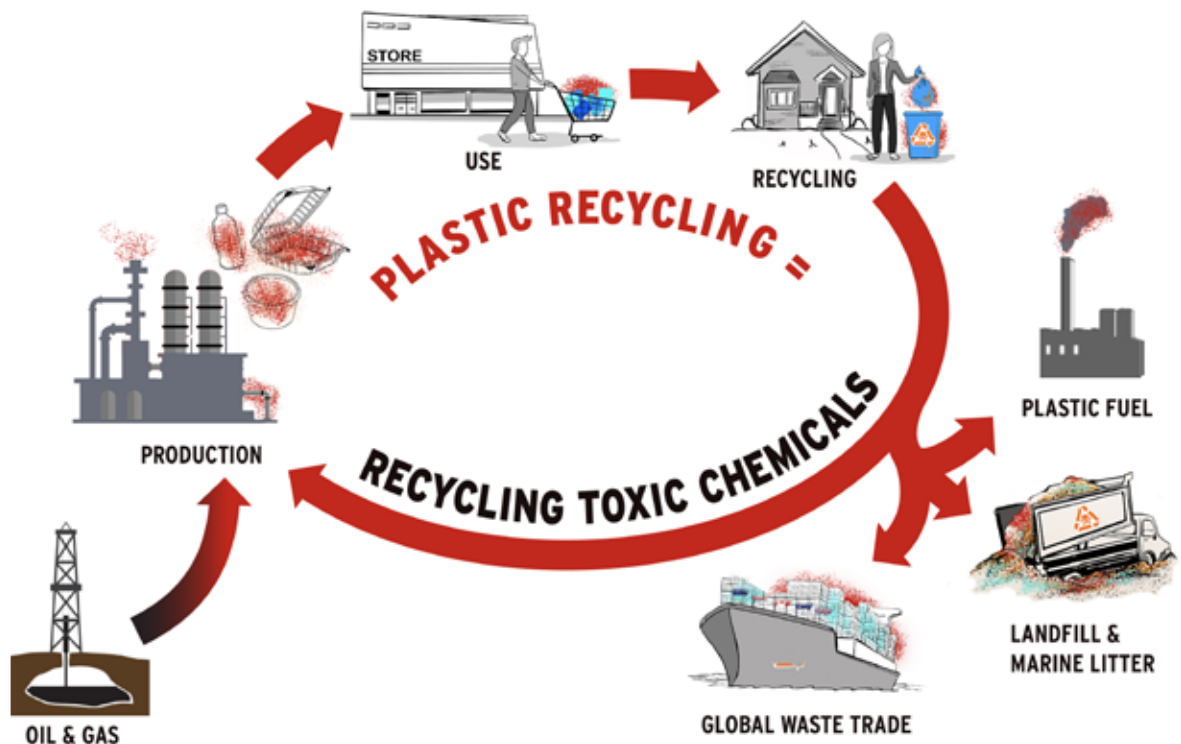 STORE
USE
RECYCLING
PLASTIC RECYCLING =
RECYCLING TOXIC CHEMICALS
PRODUCTION
OIL & GAS
PLASTIC FUEL
LANDFILL &
MARINE LITTER
GLOBAL WASTE TRADE